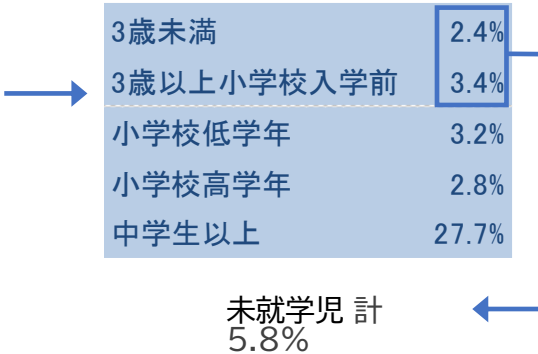 3歳未満 2.4%
3歳以上小学校入学前 3.4%
小学校低学年 3.2%
小学校高学年 2.8%
中学生以上 27.7%
未就学児 計
5.8%